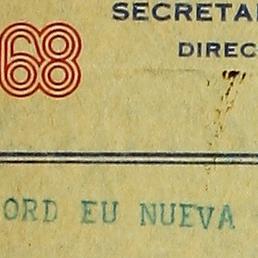 68
SECRETA
DIREC
ORD EU NUEVA